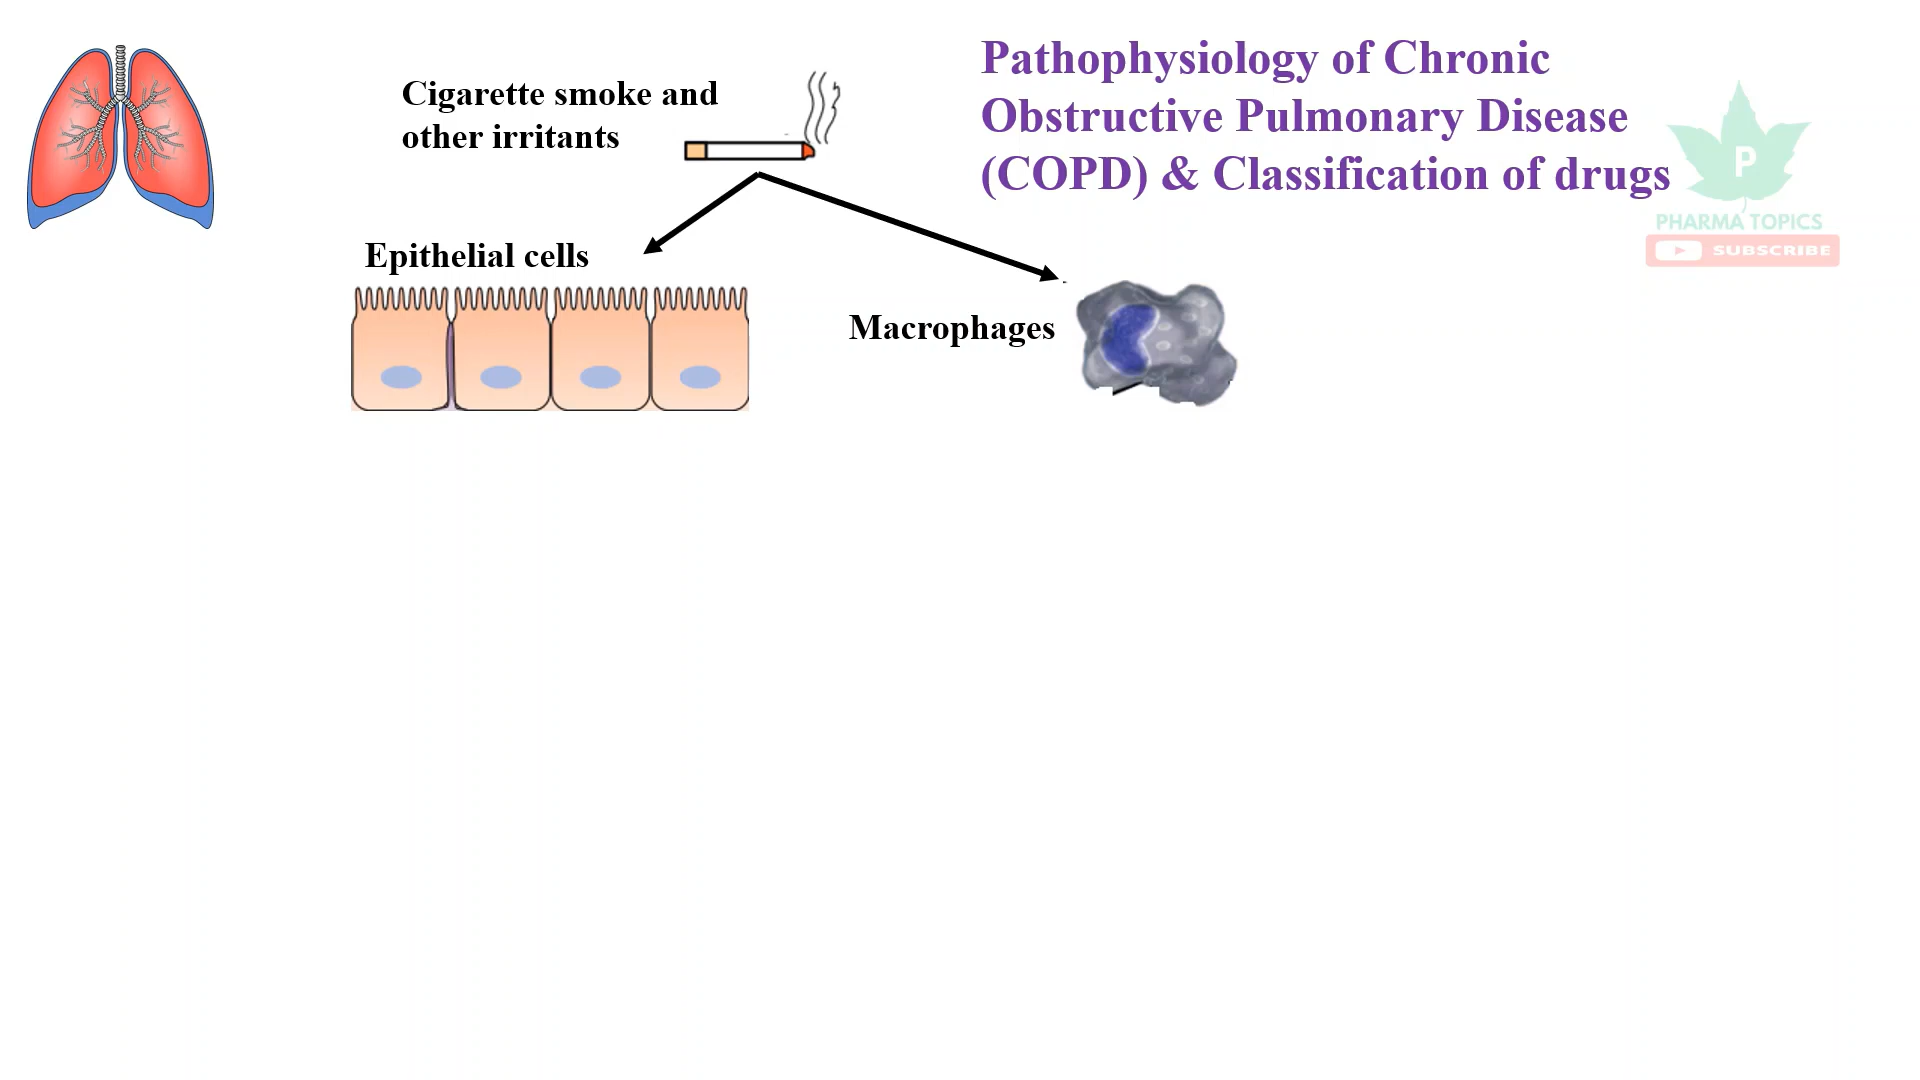 Pathophysiology of Chronic
Obstructive Pulmonary Disease
(COPD) & Classification of drugs
Cigarette smoke and
other irritants
P
PHARMA TOPICS
SUBSCRIBE
Epithelial cells
Macrophages